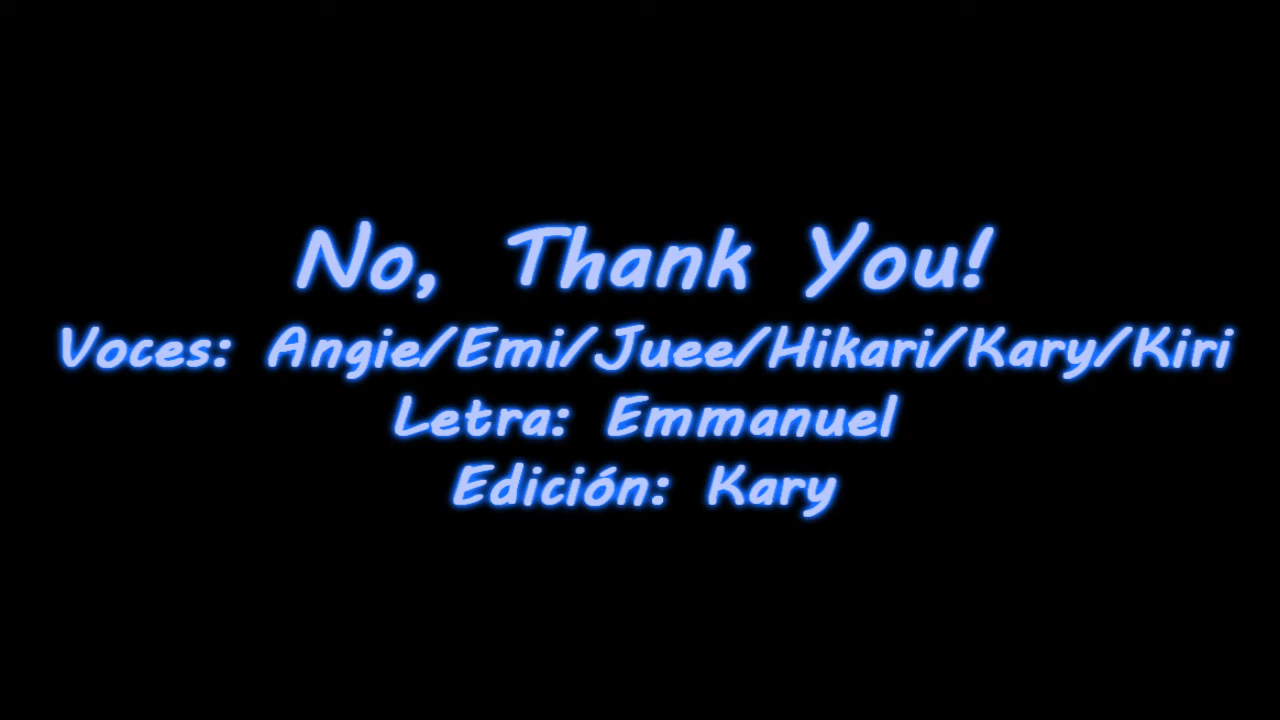 No, Thank You!
Voces: Angie/Emi/Juee/Hikari/Kary/Kiri
Letra: Emmanuel
Edición: Kary